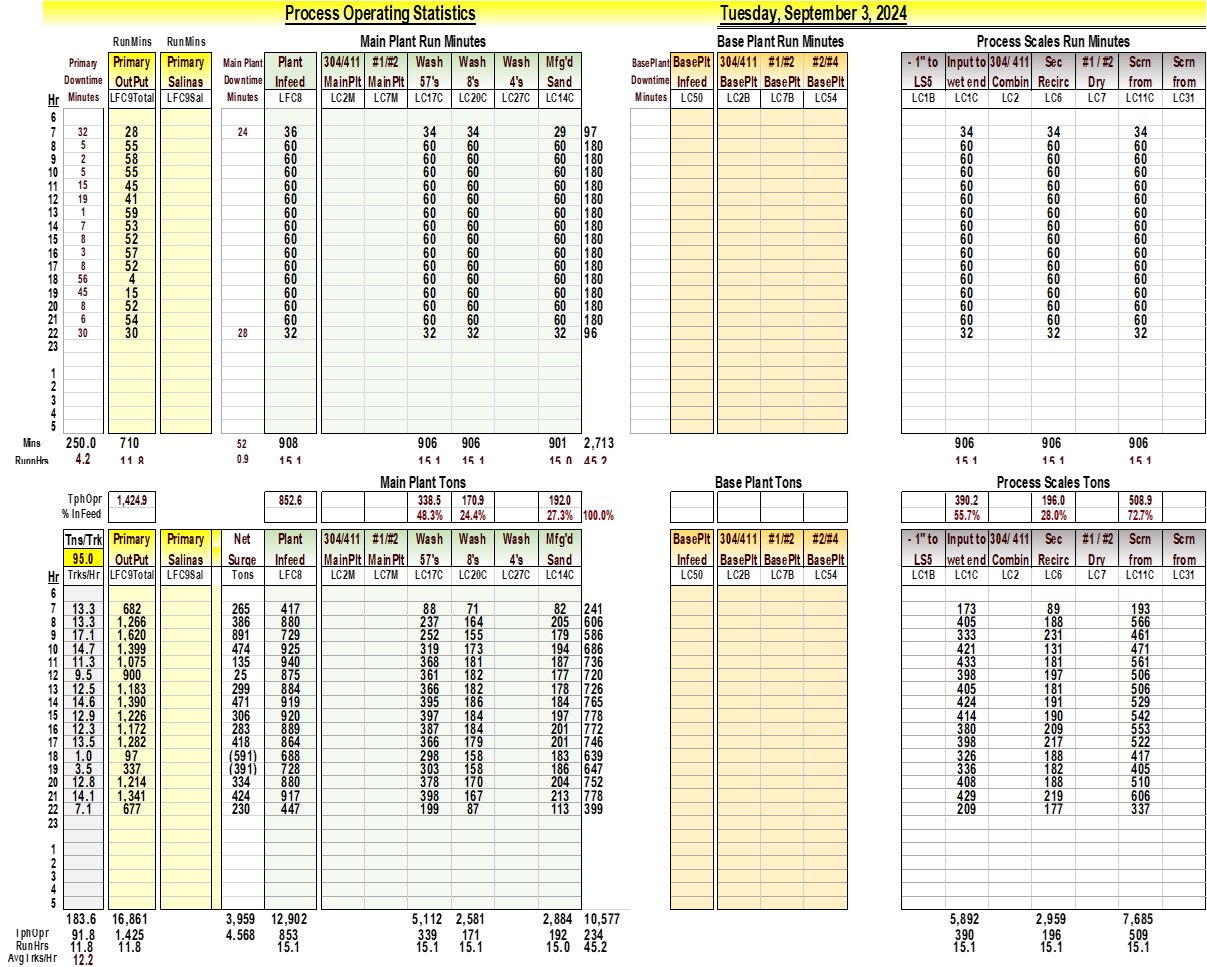 Process Operating Statistics Tuesday, September 3, 2024
RunMins RunMins Main Plant Run Minutes Base Plant Run Minutes Process Scales Run Minutes
Primary Primary Primary Main Plant Plant 304/411 #1/#2 Wash Wash Wash Mfg'd BasePlant BasePlt 304/411 #1/#2 #2/#4 - 1" to Input to 304/ 411 Sec #1 / #2 Scrn Scrn
Downtime OutPut Salinas Downtime Infeed MainPlt MainPlt 57's 8's 4's Sand Downtime Infeed BasePlt BasePlt BasePlt LS5 wet end Combin Recirc Dry from from
Hr Minutes LFC9Total LFC9Sal Minutes LFC8 LC2M LC7M LC17C LC20C LC27C LC14C Minutes LC50 LC2B LC7B LC54 LC1B LC1C LC2 LC6 LC7 LC11C LC31
6
7 32 28 24 36 34 34 29 97 34 34 34
8 5 55 60 60 60 60 180 60 60 60
9 2 58 60 60 60 60 180 60 60 60
10 5 55 60 60 60 60 180 60 60 60
11 15 45 60 60 60 60 180 60 60 60
12 19 41 60 60 60 60 180 60 60 60
13 1 59 60 60 60 60 180 60 60 60
14 7 53 60 60 60 60 180 60 60 60
15 8 52 60 60 60 60 180 60 60 60
16 3 57 60 60 60 60 180 60 60 60
17 8 52 60 60 60 60 180 60 60 60
18 56 4 60 60 60 60 180 60 60 60
19 45 15 60 60 60 60 180 60 60 60
20 8 52 60 60 60 60 180 60 60 60
21 6 54 60 60 60 60 180 60 60 60
22 30 30 28 32 32 32 32 96 32 32 32
23
1
2
3
4
5
Mins 250.0 710 52 908 906 906 901 2,713 906 906 906
RunnHrs 4.2 11.8 0.9 15.1 15.1 15.1 15.0 45.2 15.1 15.1 15.1
Main Plant Tons Base Plant Tons Process Scales Tons
TphOpr 1,424.9 852.6 338.5 170.9 192.0 390.2 196.0 508.9
% InFeed 48.3% 24.4% 27.3% 100.0% 55.7% 28.0% 72.7%
Tns/Trk Primary Primary Net Plant 304/411 #1/#2 Wash Wash Wash Mfg'd BasePlt 304/411 #1/#2 #2/#4 - 1" to Input to 304/ 411 Sec #1 / #2 Scrn Scrn
95.0 OutPut Salinas Surge Infeed MainPlt MainPlt 57's 8's 4's Sand Infeed BasePlt BasePlt BasePlt LS5 wet end Combin Recirc Dry from from
Hr Trks/Hr LFC9Total LFC9Sal Tons LFC8 LC2M LC7M LC17C LC20C LC27C LC14C LC50 LC2B LC7B LC54 LC1B LC1C LC2 LC6 LC7 LC11C LC31
6
7 13.3 682 265 417 88 71 82 241 173 89 193
8 13.3 1,266 386 880 237 164 205 606 405 188 566
9 17.1 1,620 891 729 252 155 179 586 333 231 461
10 14.7 1,399 474 925 319 173 194 686 421 131 471
11 11.3 1,075 135 940 368 181 187 736 433 181 561
12 9.5 900 25 875 361 182 177 720 398 197 506
13 12.5 1,183 299 884 366 182 178 726 405 181 506
14 14.6 1,390 471 919 395 186 184 765 424 191 529
15 12.9 1,226 306 920 397 184 197 778 414 190 542
16 12.3 1,172 283 889 387 184 201 772 380 209 553
17 13.5 1,282 418 864 366 179 201 746 398 217 522
18 1.0 97 (591) 688 298 158 183 639 326 188 417
19 3.5 337 (391) 728 303 158 186 647 336 182 405
20 12.8 1,214 334 880 378 170 204 752 408 188 510
21 14.1 1,341 424 917 398 167 213 778 429 219 606
22 7.1 677 230 447 199 87 113 399 209 177 337
23
1
2
3
4
5
183.6 16,861 3,959 12,902 5,112 2,581 2,884 10,577 5,892 2,959 7,685
TphOpr 91.8 1,425 4,568 853 339 171 192 234 390 196 509
RunHrs 11.8 11.8 15.1 15.1 15.1 15.0 45.2 15.1 15.1 15.1
AvgTrks/Hr 12.2